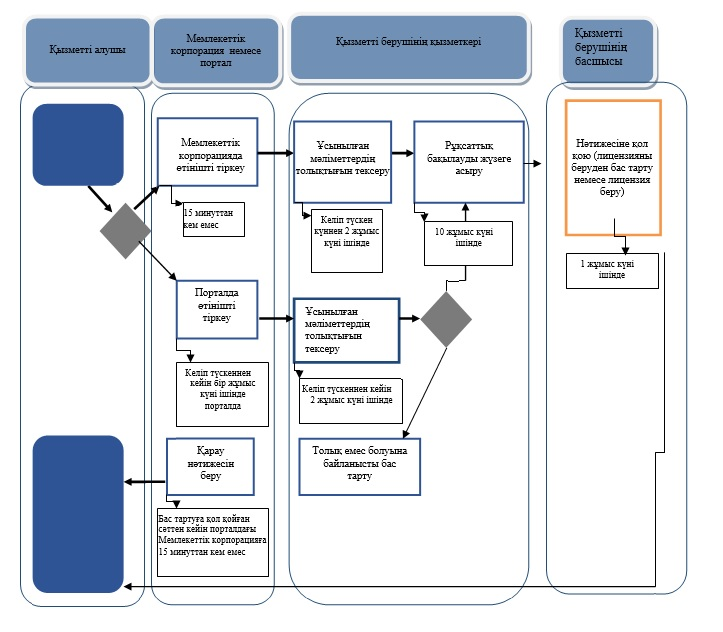 Қызметті алушы
Мемлекеттік
корпорация немесе
портал
Қызметті берушінің қызметкері
Қызметті
берушінің
басшысы
Мемлекеттік
корпорацияда
өтінішті тіркеу
Ұсынылған
мәліметтердің
толықтығын тексеру
Рұқсаттық
бақылауды жүзеге
асыру
Нәтижесіне қол
қою (лицензияны
беруден бас тарту
немесе лицензия
беру)
15 минуттан
кем емес
Келіп түскен
күннен 2 жұмыс
күні ішінде
10 жұмыс күні
ішінде
1 жұмыс күні
ішінде
Порталда
өтінішті
тіркеу
Ұсынылған
мәліметтердің
толықтығын
тексеру
Келіп түскеннен
кейін бір жұмыс
күні ішінде
порталда
Келіп түскеннен кейін
2 жұмыс күні ішінде
Қарау
нәтижесін
беру
Толық емес болуына
байланысты бас
тарту
Бас тартуға қол қойған
сәттен кейін порталдағы
Мемлекеттік корпорацияға
15 минуттан кем емес